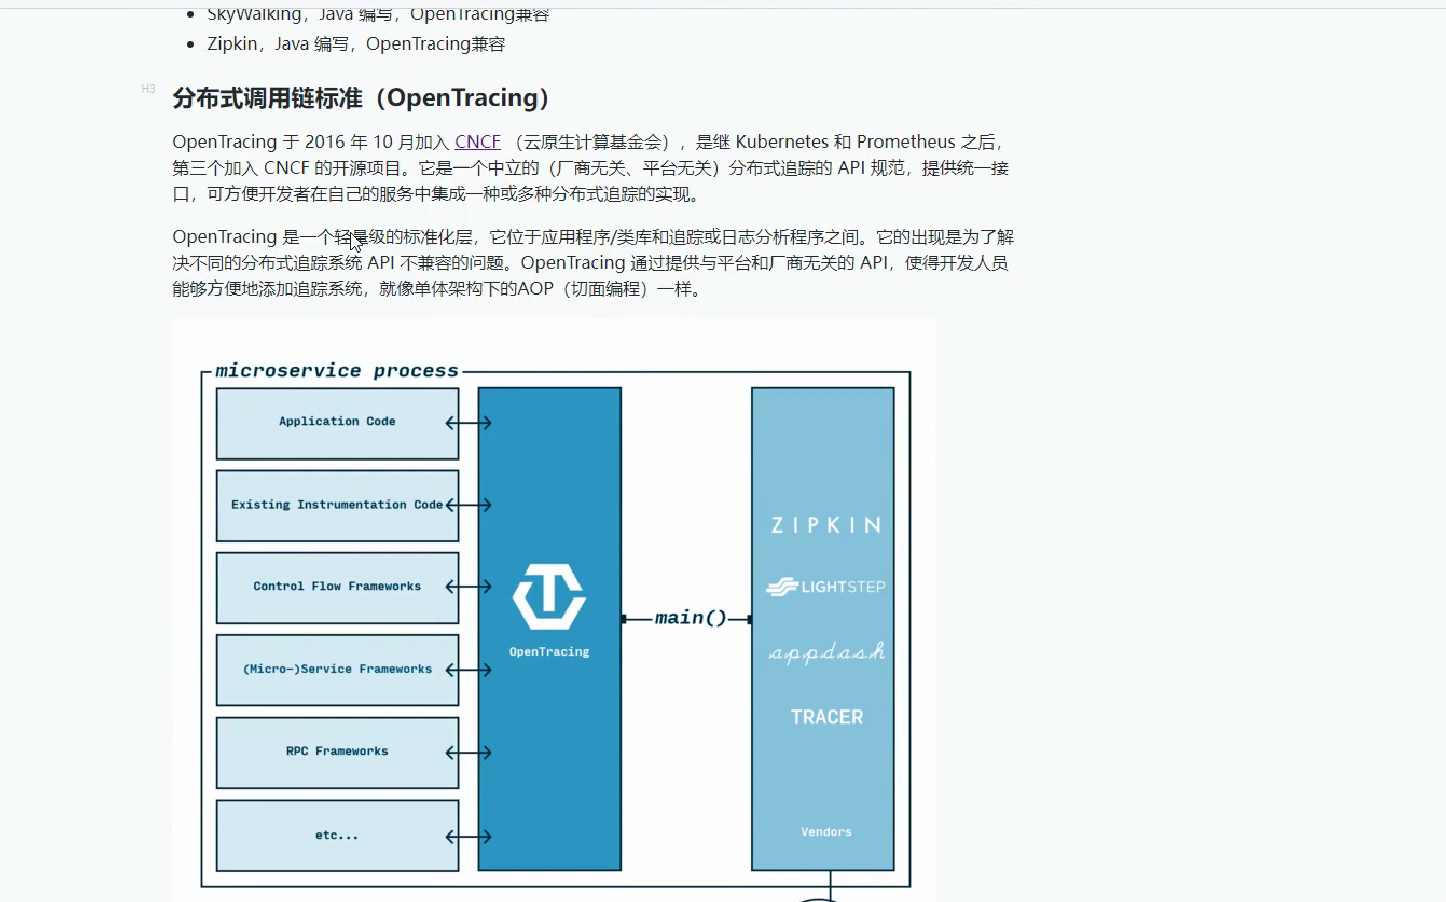 SkyWalking，Java 编写，OpenTracing兼容
Zipkin，Java 编写，OpenTracing兼容
H3
分布式调用链标准（OpenTracing）
OpenTracing 于 2016 年 10 月加入 CNCF （云原生计算基金会），是继 Kubernetes 和 Prometheus 之后，
第三个加入 CNCF 的开源项目。它是一个中立的（厂商无关、平台无关）分布式追踪的 API 规范，提供统一接
口，可方便开发者在自己的服务中集成一种或多种分布式追踪的实现。
OpenTracing 是一个轻量级的标准化层，它位于应用程序/类库和追踪或日志分析程序之间。它的出现是为了解
决不同的分布式追踪系统 API 不兼容的问题。OpenTracing 通过提供与平台和厂商无关的 API，使得开发人员
能够方便地添加追踪系统，就像单体架构下的AOP（切面编程）一样。
microservice process
Application Code
Existing Instrumentation Code
Control Flow Frameworks
(Micro-)Service Frameworks
RPC Frameworks
etc...
OpenTracing
main()
ZIPKIN
LIGHTSTEP
appdash
TRACER
Vendors